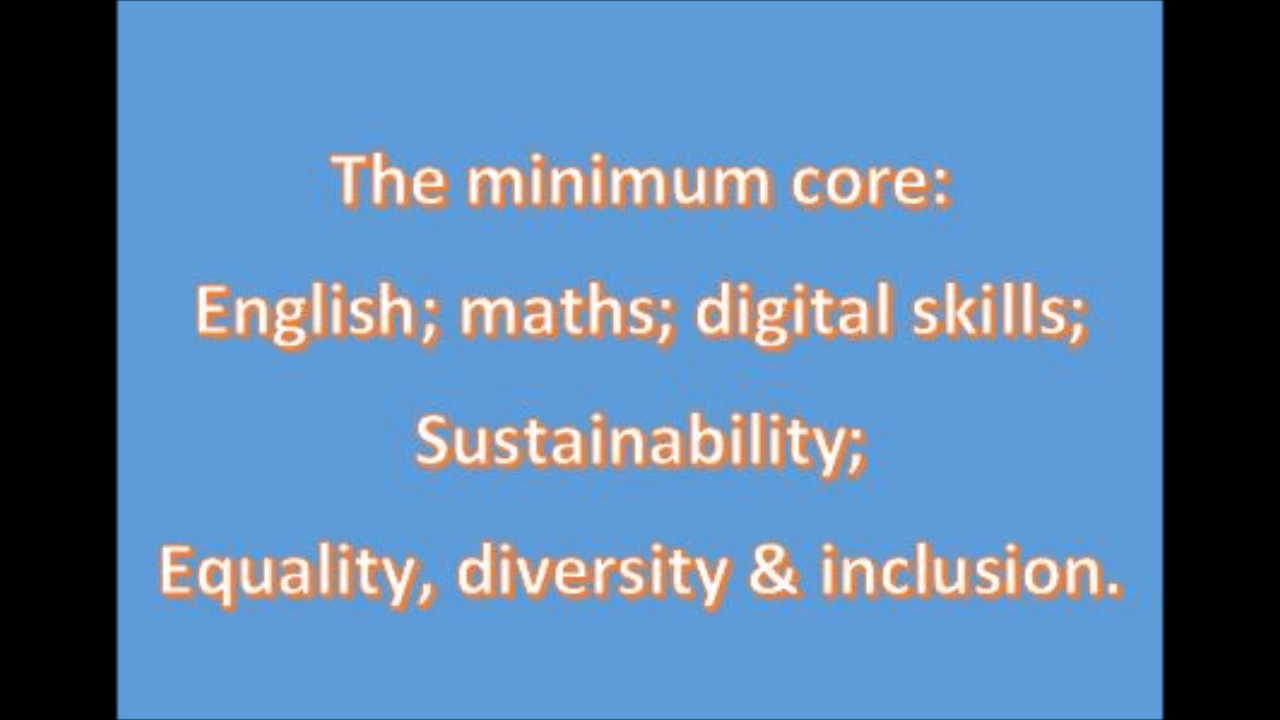 The minimum core:
English; maths; digital skills;
Sustainability;
Equality, diversity & inclusion.